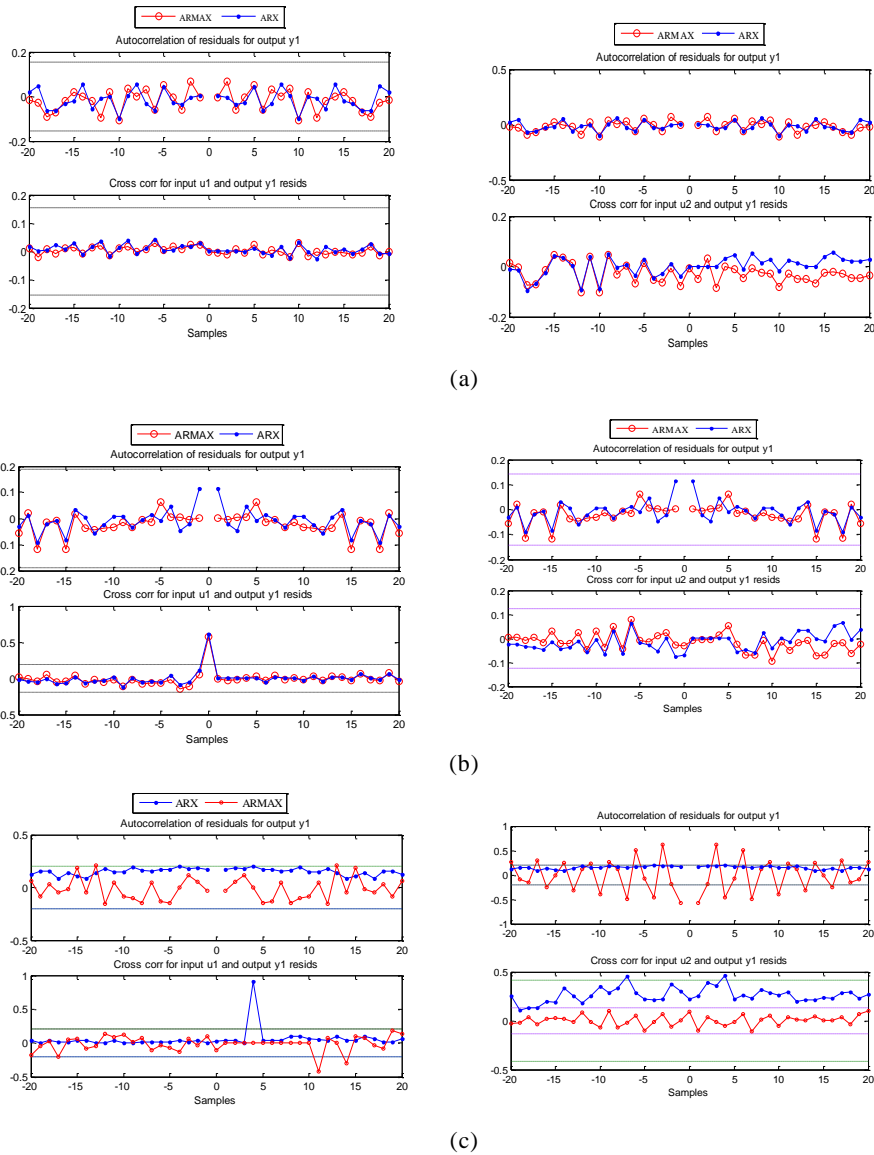 ARMAX ARX
Autocorrelation of residuals for output y1
0.2
0
-0.2
-20 -15 -10 -5 0 5 10 15 20
Cross corr for input u1 and output y1 resids
0.2
0.1
0
-0.1
-0.2
-20 -15 -10 -5 0 5 10 15 20
Samples
ARMAX ARX
Autocorrelation of residuals for output y1
0.5
0
-0.5
-20 -15 -10 -5 0 5 10 15 20
Cross corr for input u2 and output y1 resids
0.2
0
-0.2
-20 -15 -10 -5 0 5 10 15 20
Samples
(a)
ARMAX ARX
Autocorrelation of residuals for output y1
0.2
0.1
0
0.1
0.2
-20 -15 -10 -5 0 5 10 15 20
Cross corr for input u1 and output y1 resids
1
0.5
0
0.5
-20 -15 -10 -5 0 5 10 15 20
Samples
ARMAX ARX
Autocorrelation of residuals for output y1
0.2
0.1
0
-0.1
-0.2
-20 -15 -10 -5 0 5 10 15 20
Cross corr for input u2 and output y1 resids
0.2
0.1
0
-0.1
-0.2
-20 -15 -10 -5 0 5 10 15 20
Samples
(b)
ARX ARMAX
Autocorrelation of residuals for output y1
0.5
0
-0.5
-20 -15 -10 -5 0 5 10 15 20
Cross corr for input u1 and output y1 resids
1
0.5
0
-0.5
-20 -15 -10 -5 0 5 10 15 20
Samples
Autocorrelation of residuals for output y1
1
0.5
0
-0.5
-1
-20 -15 -10 -5 0 5 10 15 20
Cross corr for input u2 and output y1 resids
0.5
0
-0.5
-20 -15 -10 -5 0 5 10 15 20
Samples
(c)